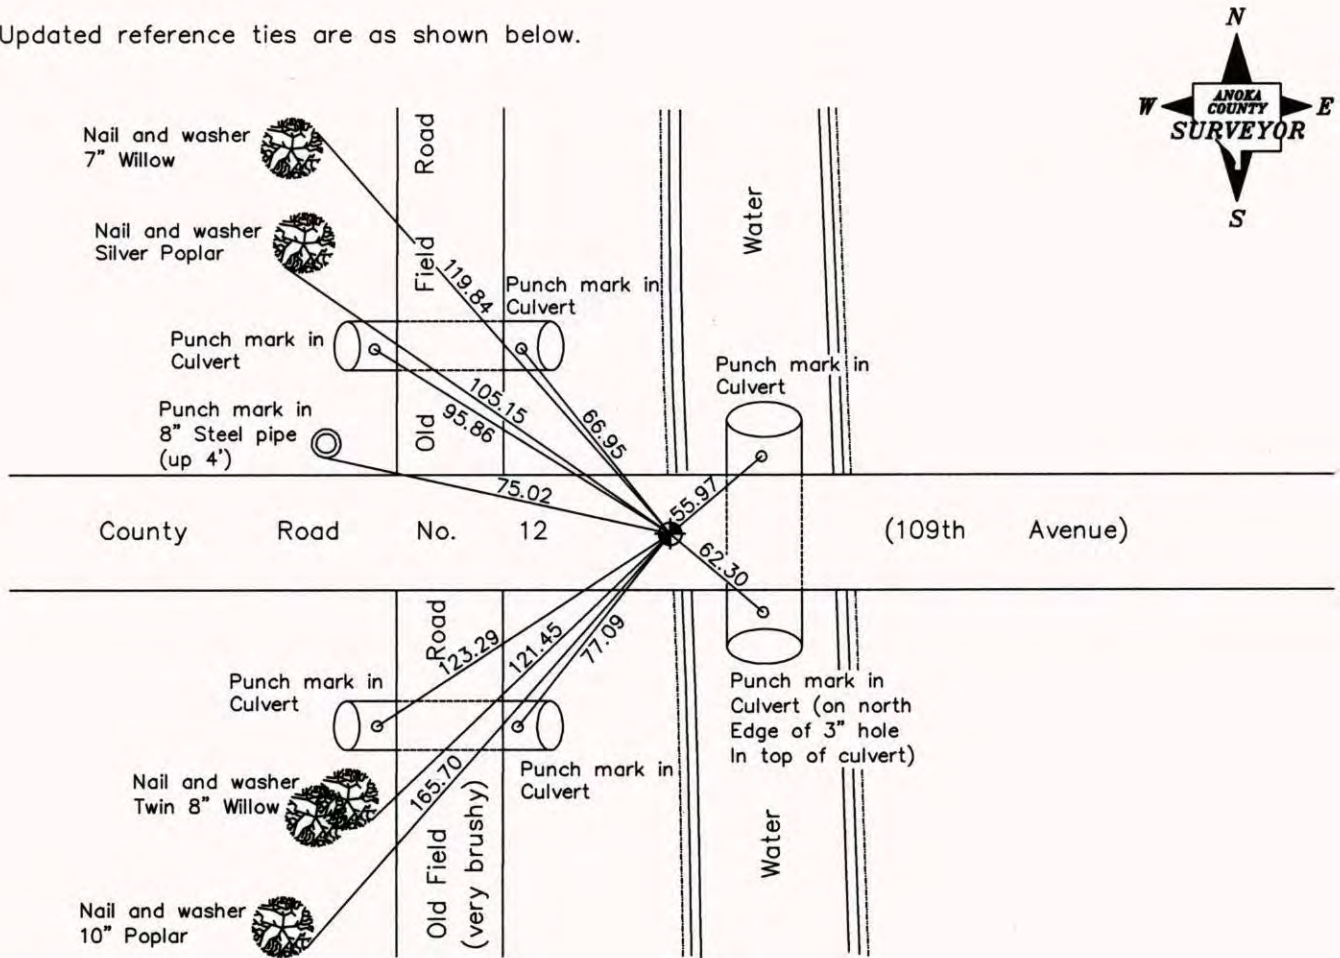 Updated reference ties are as shown below.
N
W
ANOKA
COUNTY
SURVEYOR
E
S
Nail and washer
7" Willow
Nail and washer
Silver Poplar
Old Field Road
119.84
Punch mark in
Culvert
Water
Punch mark in
Culvert
Punch mark in
Culvert
105.15
95.86
66.95
Punch mark in
8" Steel pipe
(up 4')
75.02
55.97
County Road No. 12 (109th Avenue)
62.30
123.29
121.45
77.09
165.70
Punch mark in
Culvert
Punch mark in
Culvert (on north
Edge of 3" hole
In top of culvert)
Nail and washer
Twin 8" Willow
Punch mark in
Culvert
Old Field Road
(very brushy)
Water
Nail and washer
10" Poplar